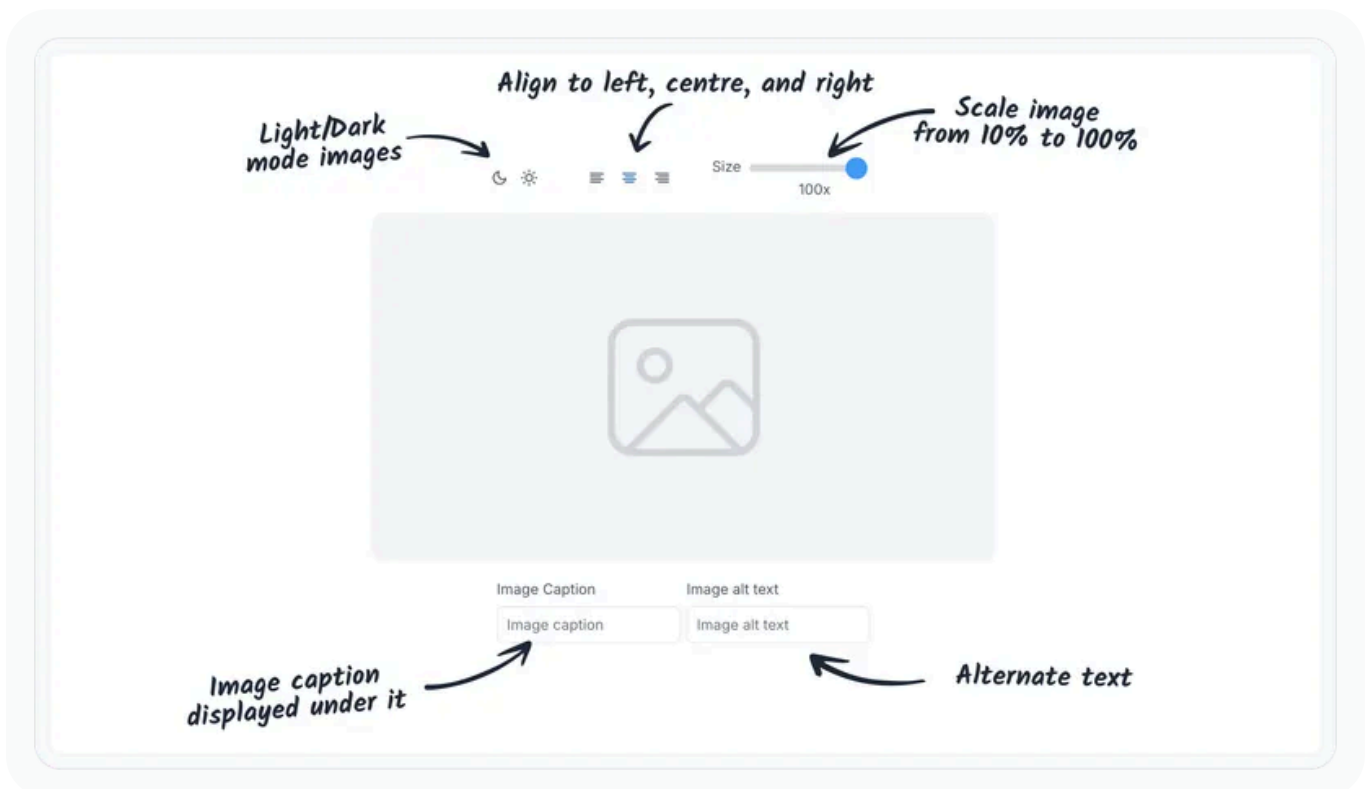 Align to left, centre, and right
Light/Dark
mode images
Scale image
from 10% to 100%
Size
100x
Image Caption
Image alt text
Image caption
Image alt text
Image caption
displayed under it
Alternate text